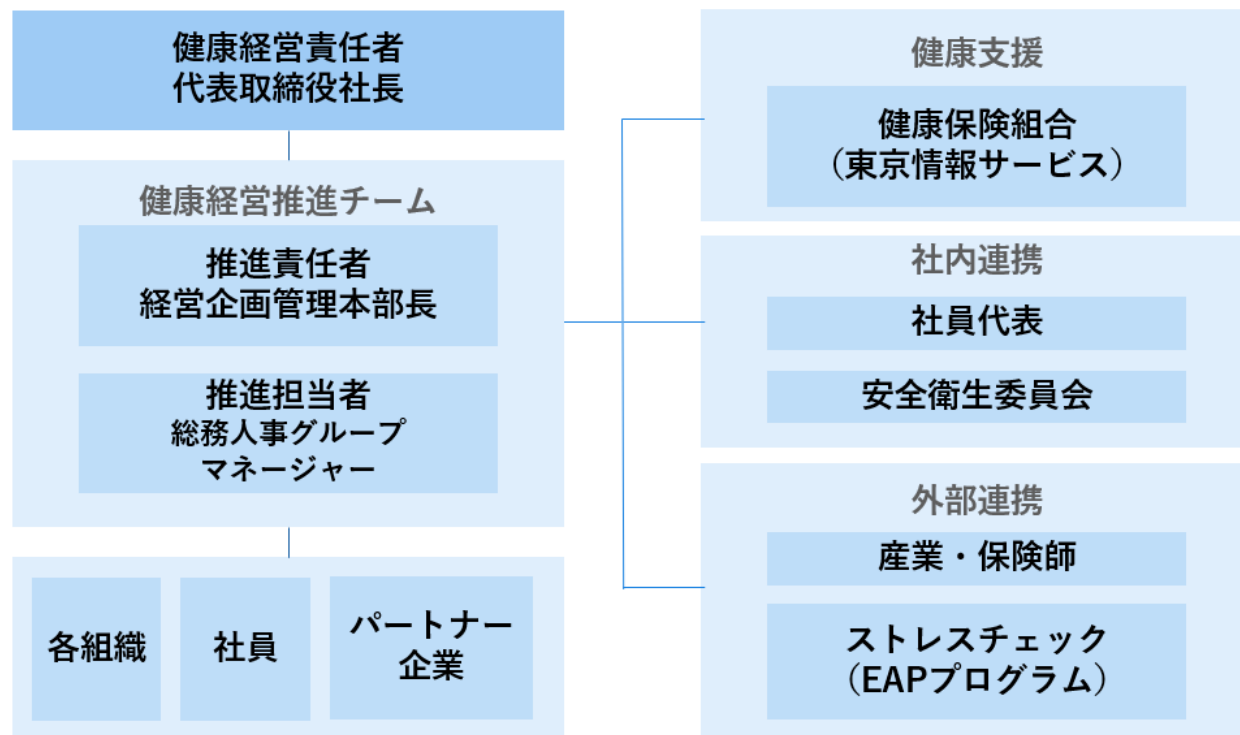 健康経営責任者
代表取締役社長
健康経営推進チーム
推進責任者
経営企画管理本部長
推進担当者
総務人事グループ
マネージャー
各組織
社員
パートナー
企業
健康支援
健康保険組合
（東京情報サービス）
社内連携
社員代表
安全衛生委員会
外部連携
産業・保険師
ストレスチェック
（EAPプログラム）